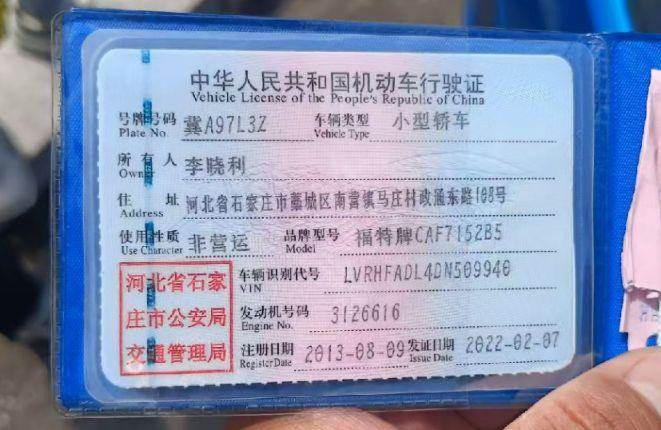 中华人民共和国机动车行驶证
Vehicle License of the People's Republic of China
号牌号码 Plate No. 冀A97L3Z 车辆类型 Vehicle Type 小型轿车
所有人 Owner 李晓利
住址 Address 河北省石家庄市藁城区南营镇马庄村政通东路108号
使用性质 Use Character 非营运 品牌型号 Model 福特牌CAF7152B5
车辆识别代号 VIN LVRHFADL4DN509940
发动机号码 Engine No. 3126616
注册日期 Register Date 2013-08-09 发证日期 Issue Date 2022-02-07
河北省石家
庄市公安局
交通管理局